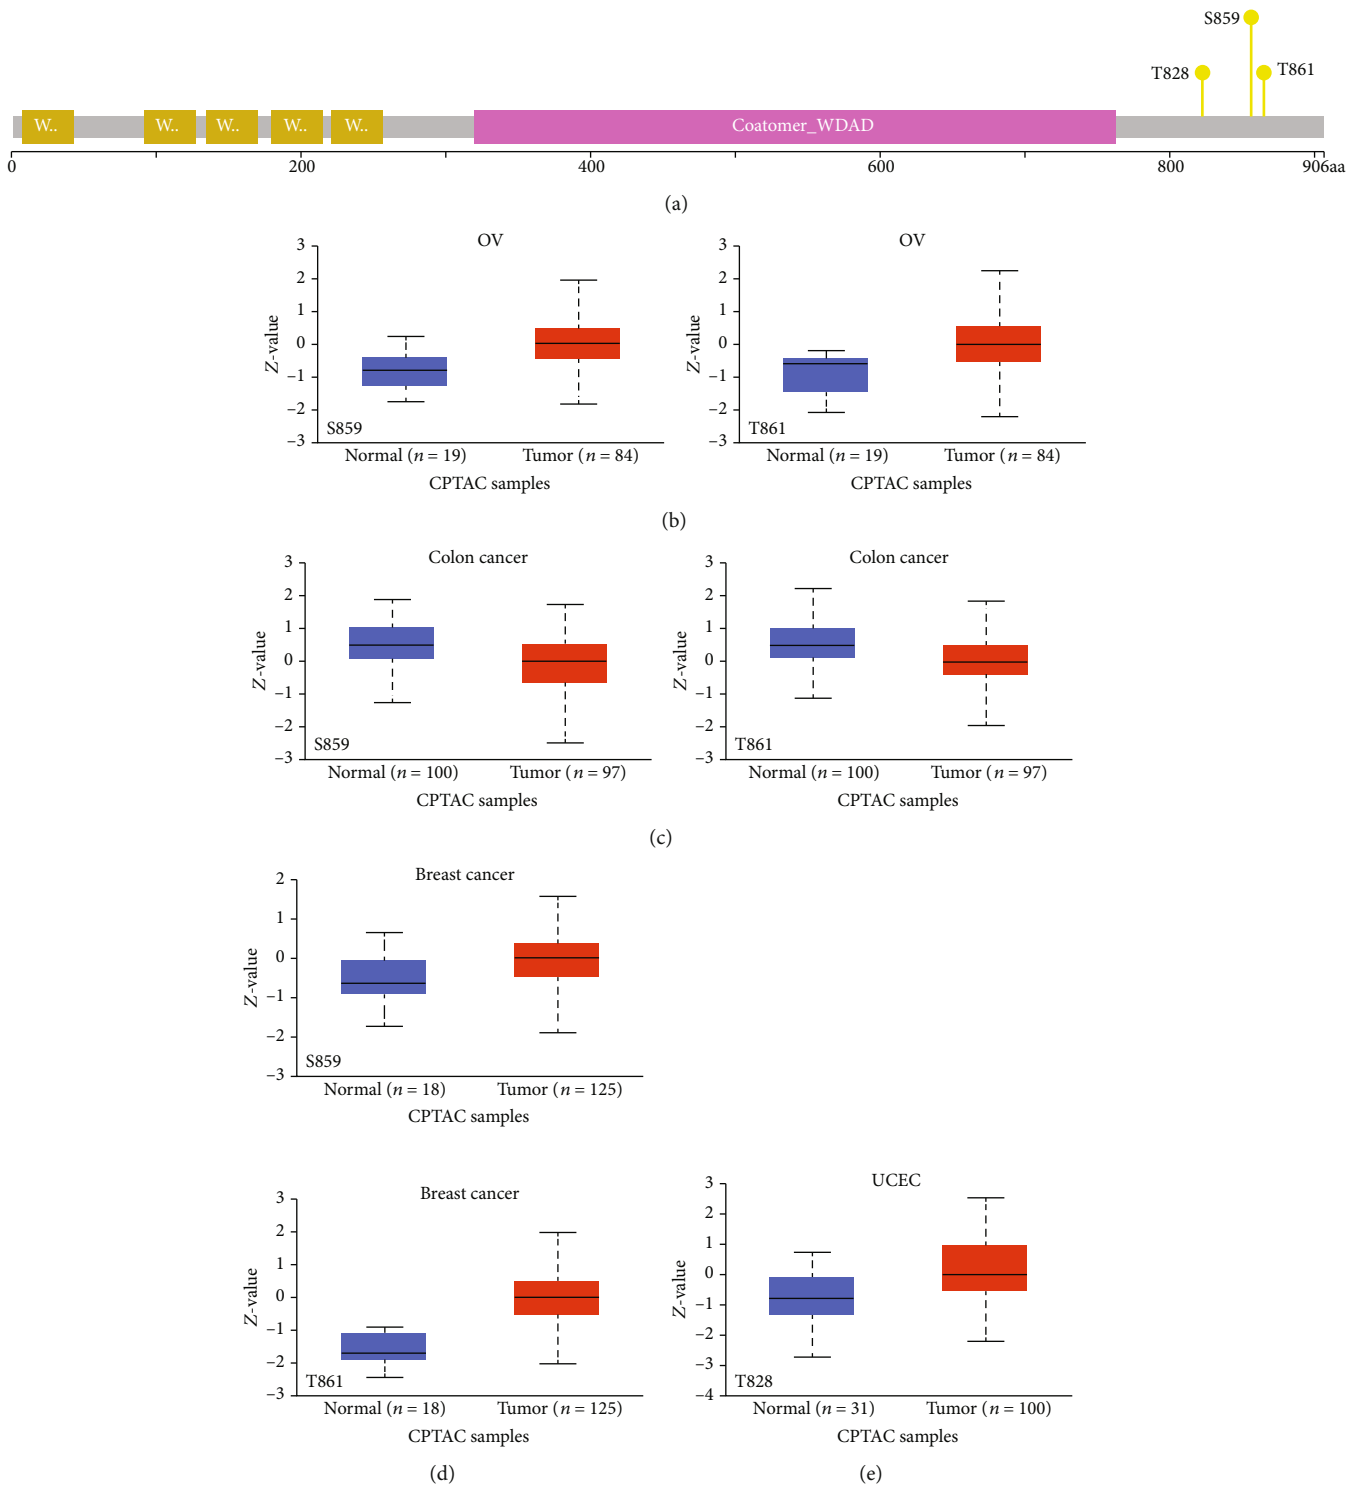 S859
T828
T861
W..
W..
W..
W..
W..
Coatomer_WDAD
0
200
400
600
800
906aa
(a)
OV
3
2
1
0
−1
−2
−3
Z-value
S859
Normal (n = 19)
Tumor (n = 84)
CPTAC samples
OV
3
2
1
0
−1
−2
−3
Z-value
T861
Normal (n = 19)
Tumor (n = 84)
CPTAC samples
(b)
Colon cancer
3
2
1
0
−1
−2
−3
Z-value
S859
Normal (n = 100)
Tumor (n = 97)
CPTAC samples
Colon cancer
3
2
1
0
−1
−2
−3
Z-value
T861
Normal (n = 100)
Tumor (n = 97)
CPTAC samples
(c)
Breast cancer
2
1
0
−1
−2
−3
Z-value
S859
Normal (n = 18)
Tumor (n = 125)
CPTAC samples
Breast cancer
3
2
1
0
−1
−2
−3
Z-value
T861
Normal (n = 18)
Tumor (n = 125)
CPTAC samples
(d)
UCEC
3
2
1
0
−1
−2
−3
−4
Z-value
T828
Normal (n = 31)
Tumor (n = 100)
CPTAC samples
(e)